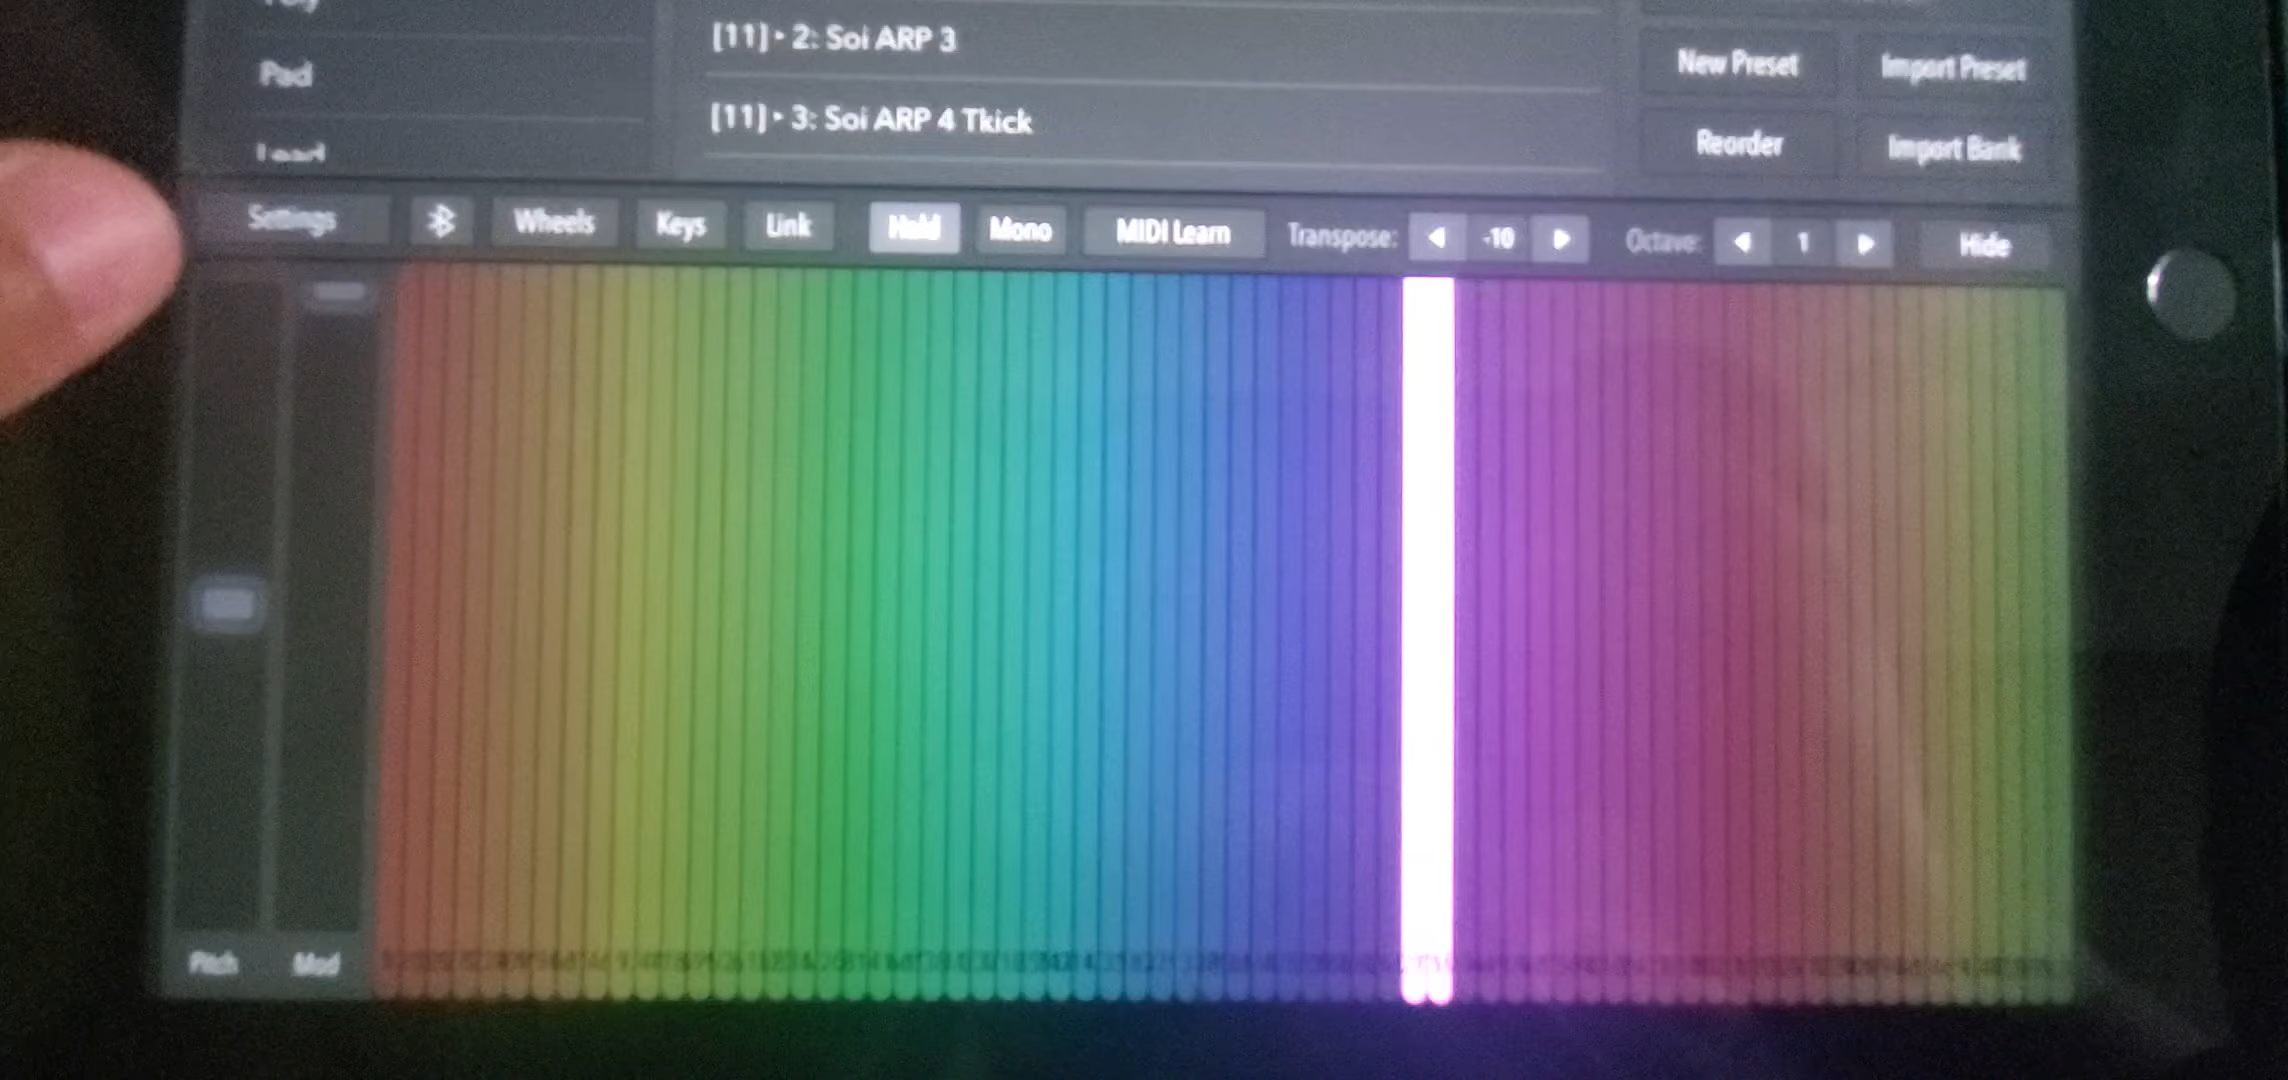 [11]‣ 2: Soi ARP 3
New Preset
Import Preset
Pad
[11]‣ 3: Soi ARP 4 Tkick
Reorder
Import Bank
Lead
Settings
Wheels
Keys
Link
Hold
Mono
MIDI Learn
Transpose:
-10
Octave:
1
Hide
Pitch
Mod